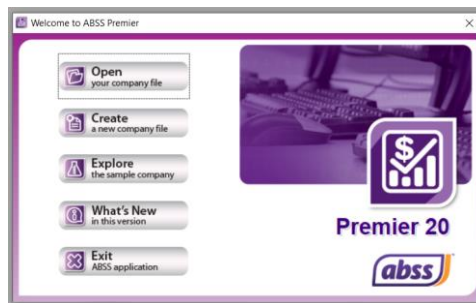 Welcome to ABSS Premier
Open
your company file
Create
a new company file
Explore
the sample company
What's New
in this version
Exit
ABSS application
Premier 20
abss